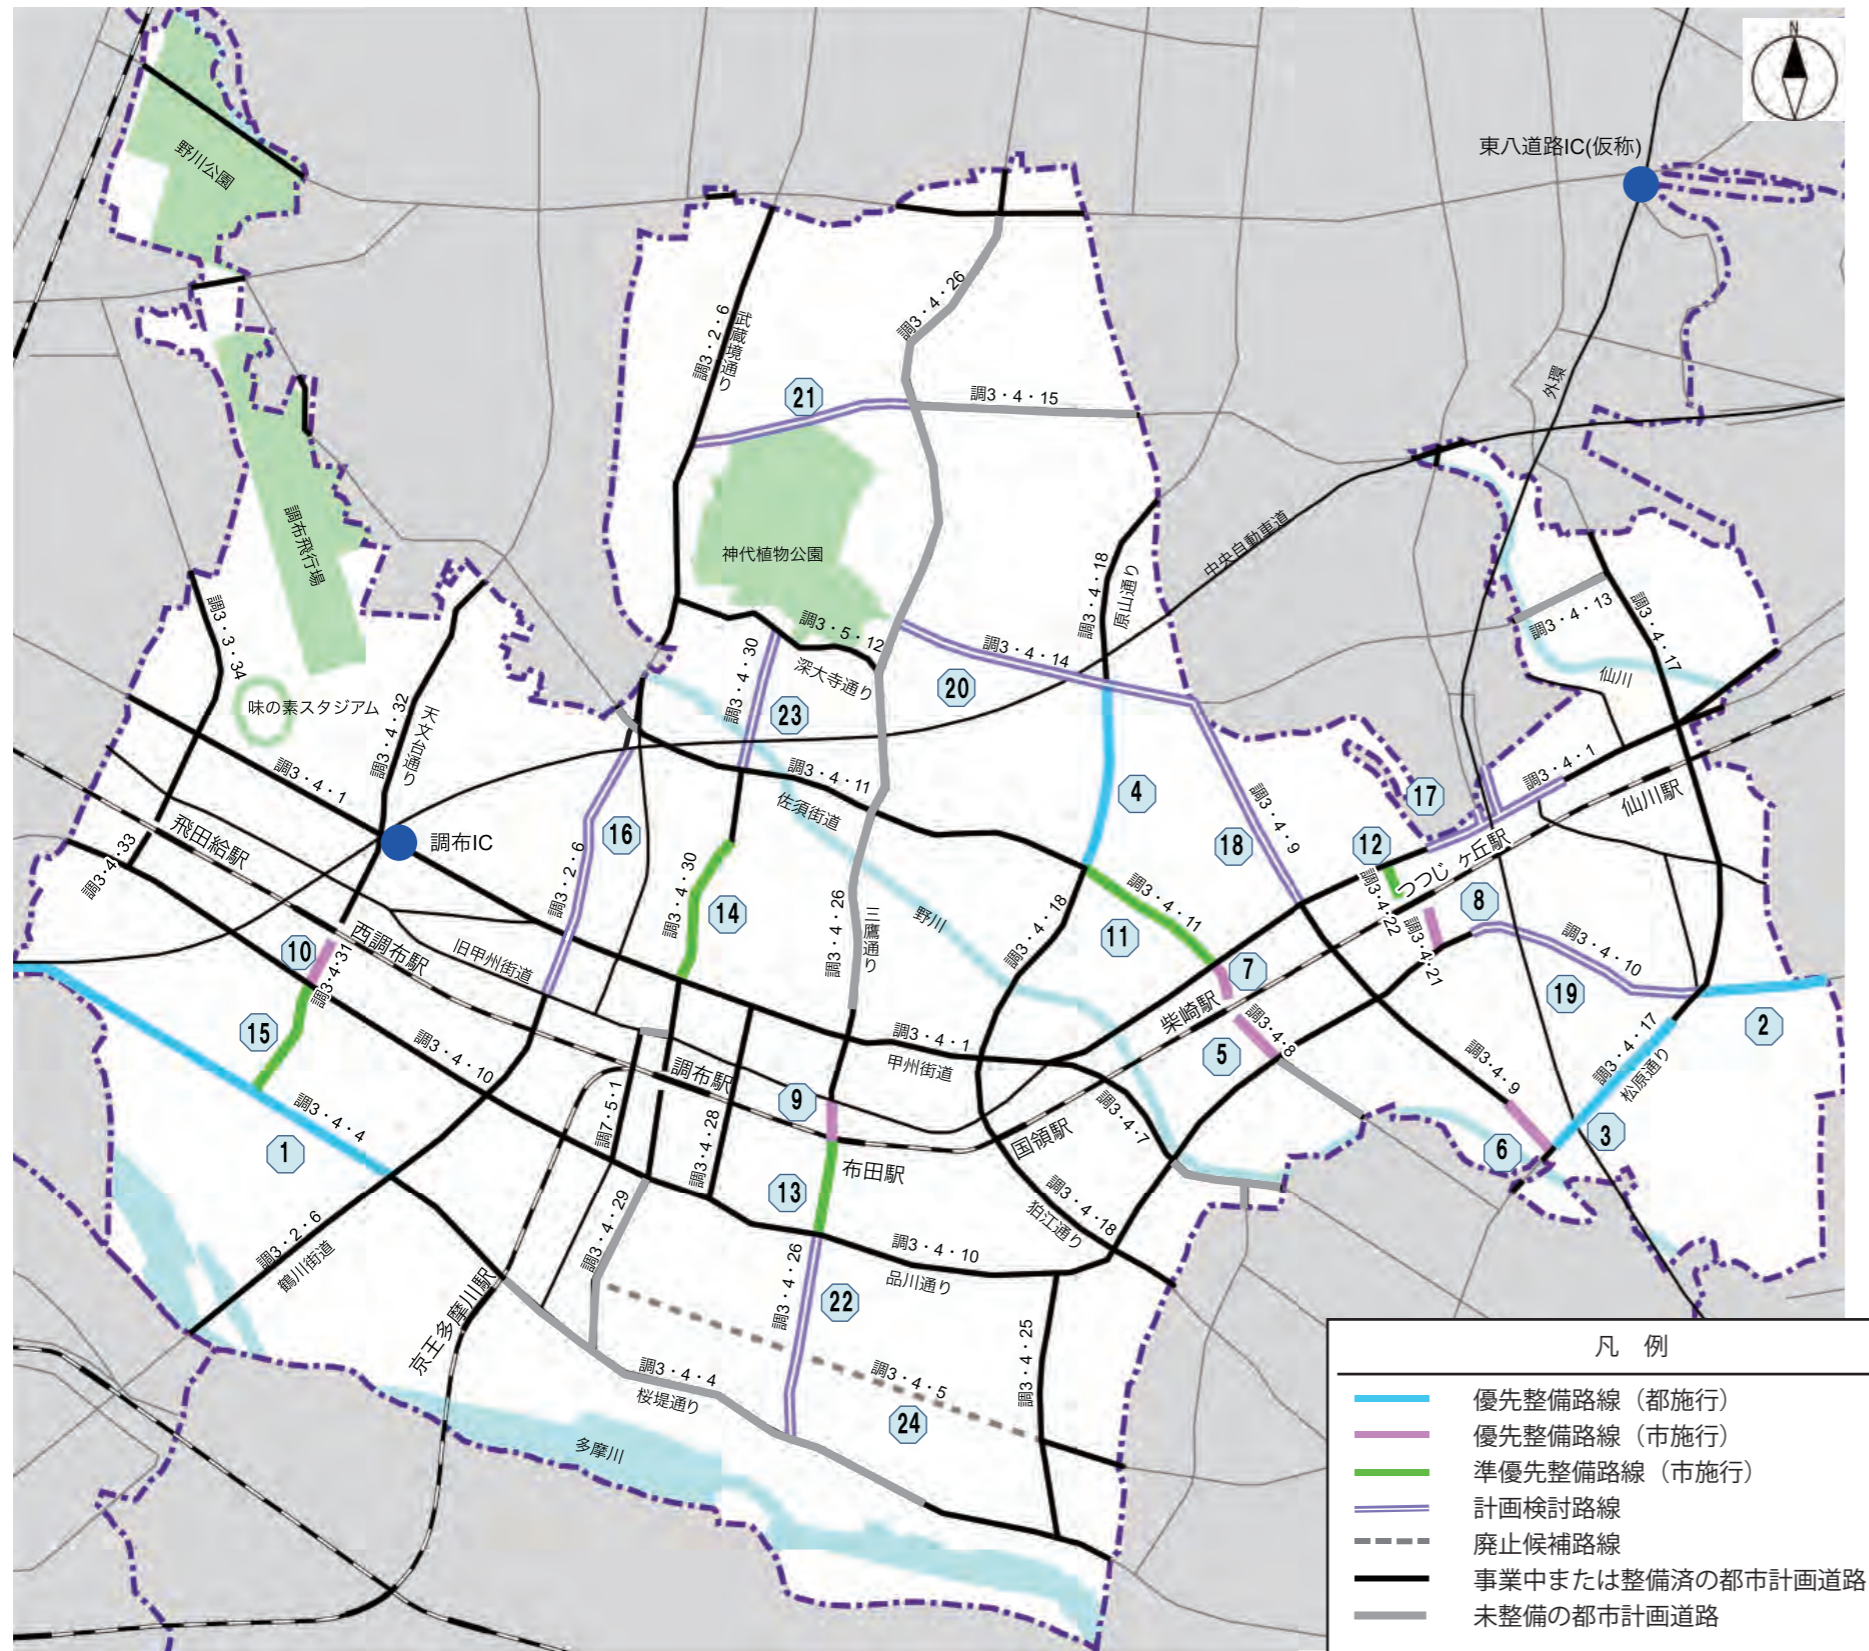 N
東八道路IC(仮称)
野川公園
調3・4・26
調3・2・6
武蔵境通り
外環
21
調3・4・15
調布飛行場
神代植物公園
中央自動車道
調3・4・18
原山通り
調3・4・13
調3・4・17
調3・3・34
調3・5・12
深大寺通り
調3・4・30
調3・4・14
仙川
味の素スタジアム
調3・4・32
天文台通り
23
20
調3・4・1
調3・4・11
佐須街道
4
調3・4・9
18
17
調3・4・1
仙川駅
飛田給駅
調布IC
16
調3・4・33
12
つつじヶ丘駅
調3・2・6
調3・4・30
14
調3・4・26
三鷹通り
野川
調3・4・18
調3・4・11
11
調3・4・22
8
調3・4・21
調3・4・10
10
西調布駅
旧甲州街道
調3・4・31
7
柴崎駅
19
15
調3・4・10
調3・4・1
甲州街道
5
調3・4・8
2
調3・4・17
松原通り
調布駅
調3・4・9
9
調3・4・4
1
調7・5・1
調3・4・28
調3・4・7
国領駅
6
3
布田駅
13
調3・4・29
調3・4・18
狛江通り
調3・2・6
鶴川街道
調3・4・26
調3・4・10
品川通り
22
京王多摩川駅
調3・4・25
調3・4・4
桜堤通り
調3・4・5
24
多摩川
凡 例
優先整備路線（都施行）
優先整備路線（市施行）
準優先整備路線（市施行）
計画検討路線
廃止候補路線
事業中または整備済の都市計画道路
未整備の都市計画道路